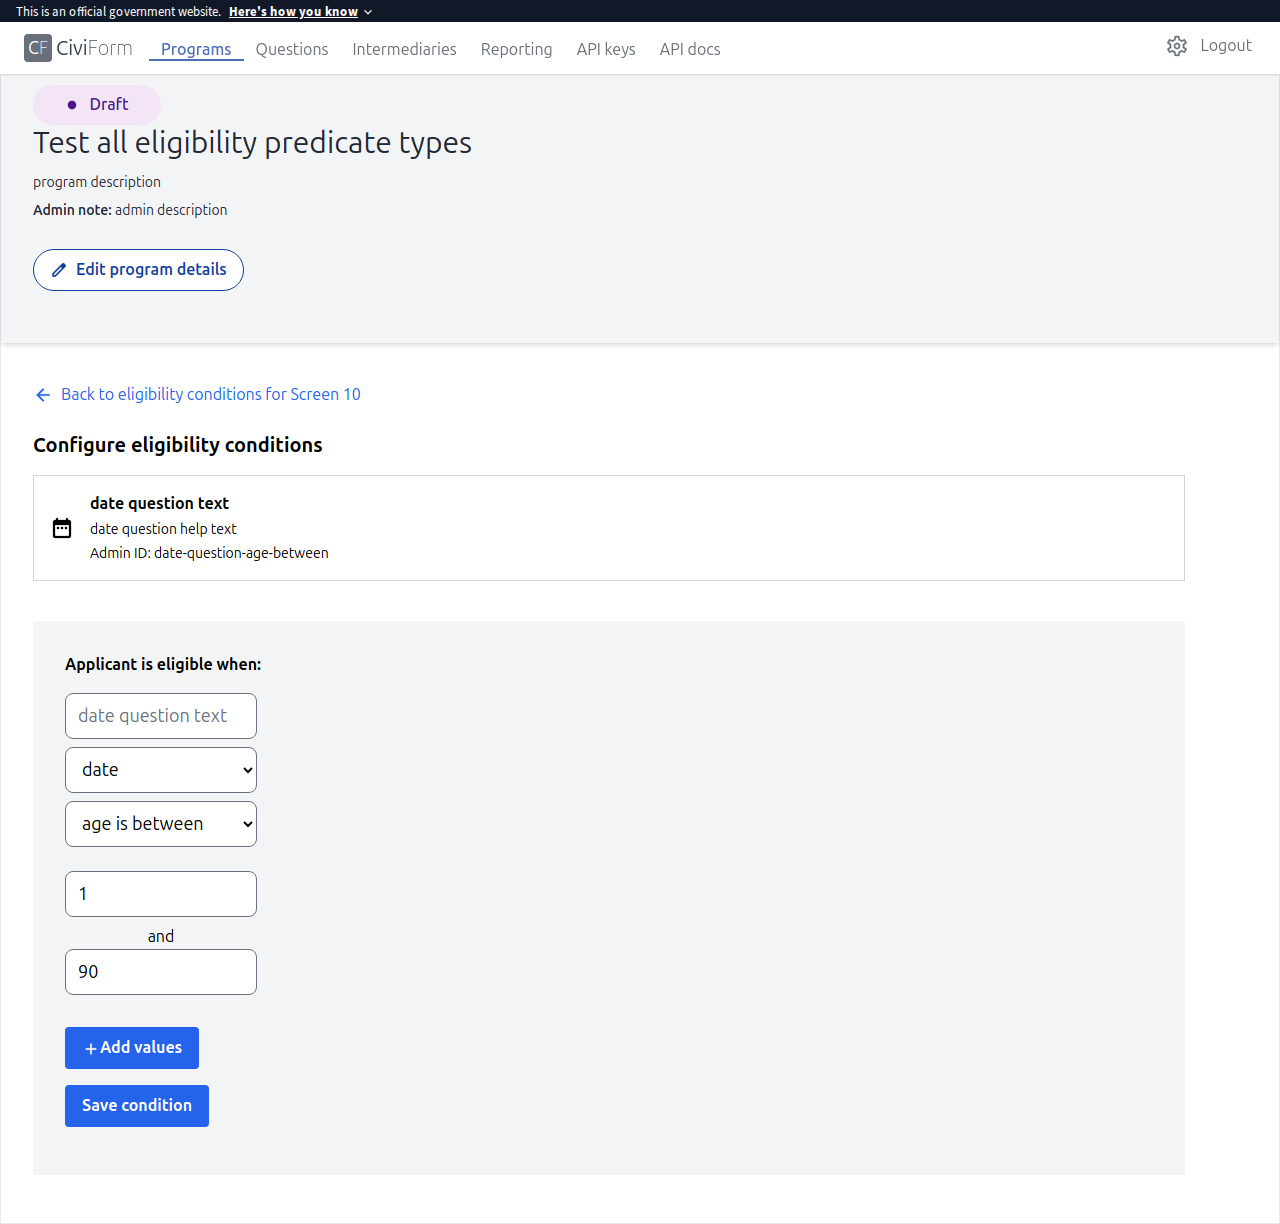 This is an official government website. Here's how you know
CF CiviForm Programs Questions Intermediaries Reporting API keys API docs Logout
Draft
Test all eligibility predicate types
program description
Admin note: admin description
Edit program details
Back to eligibility conditions for Screen 10
Configure eligibility conditions
date question text
date question help text
Admin ID: date-question-age-between
Applicant is eligible when:
date question text
date
age is between
1
and
90
+ Add values
Save condition